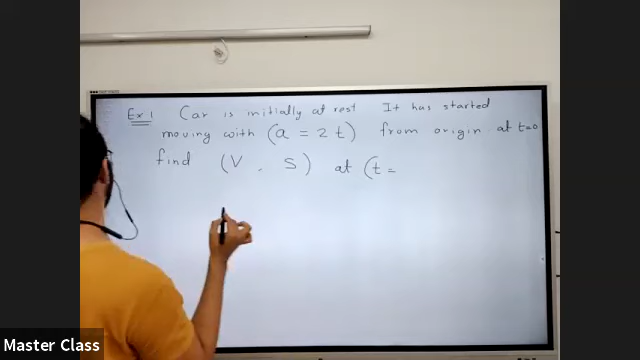 Ex 1 Car is initially at rest It has started
moving with (a = 2t) from origin at t=0
find (V , S) at (t =
Master Class